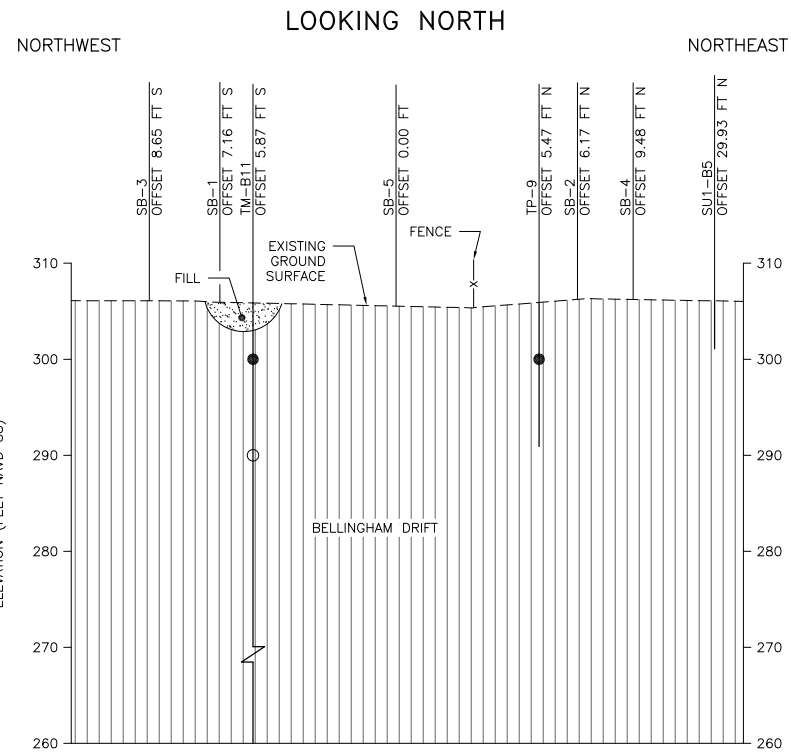 LOOKING NORTH
NORTHWEST
NORTHEAST
SB-3
OFFSET 8.65 FT S
SB-1
OFFSET 7.16 FT S
TM-B11
OFFSET 5.87 FT S
SB-5
OFFSET 0.00 FT
TP-9
OFFSET 5.47 FT N
SB-2
OFFSET 6.17 FT N
SB-4
OFFSET 9.48 FT N
SU1-B5
OFFSET 29.93 FT N
FENCE
EXISTING
GROUND
SURFACE
FILL
X
310
310
300
300
290
290
BELLINGHAM DRIFT
280
280
270
270
260
260